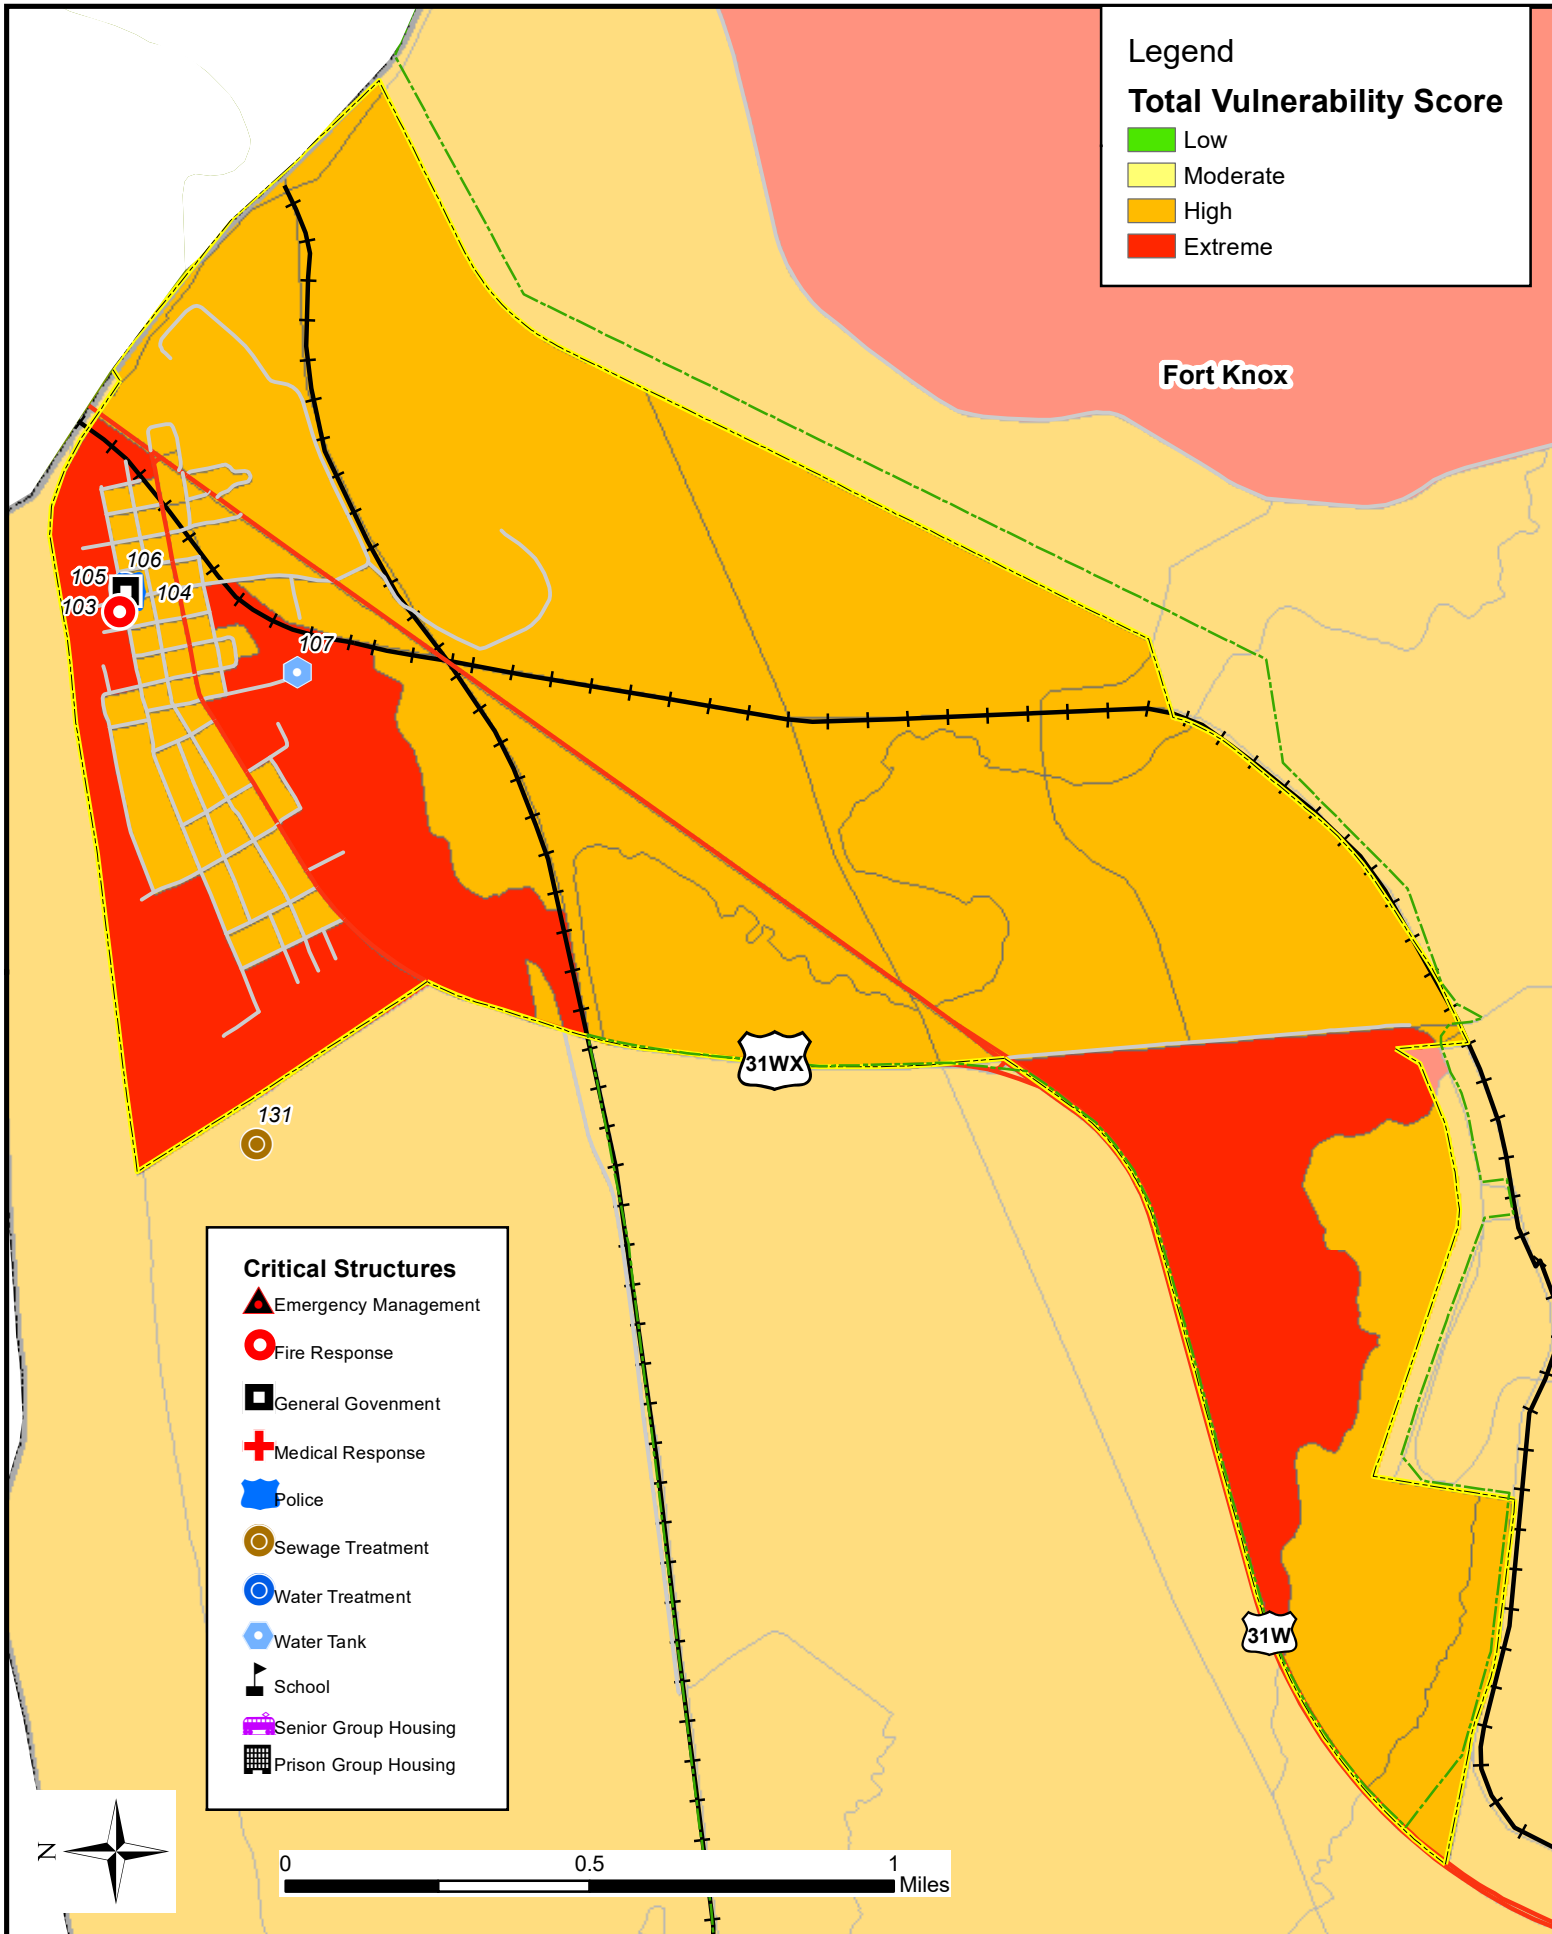 Legend
Total Vulnerability Score
Low
Moderate
High
Extreme
Fort Knox
106
105
104
103
107
31WX
131
Critical Structures
Emergency Management
Fire Response
General Govenment
Medical Response
Police
Sewage Treatment
Water Treatment
Water Tank
School
Senior Group Housing
Prison Group Housing
31W
N
0 0.5 1
Miles